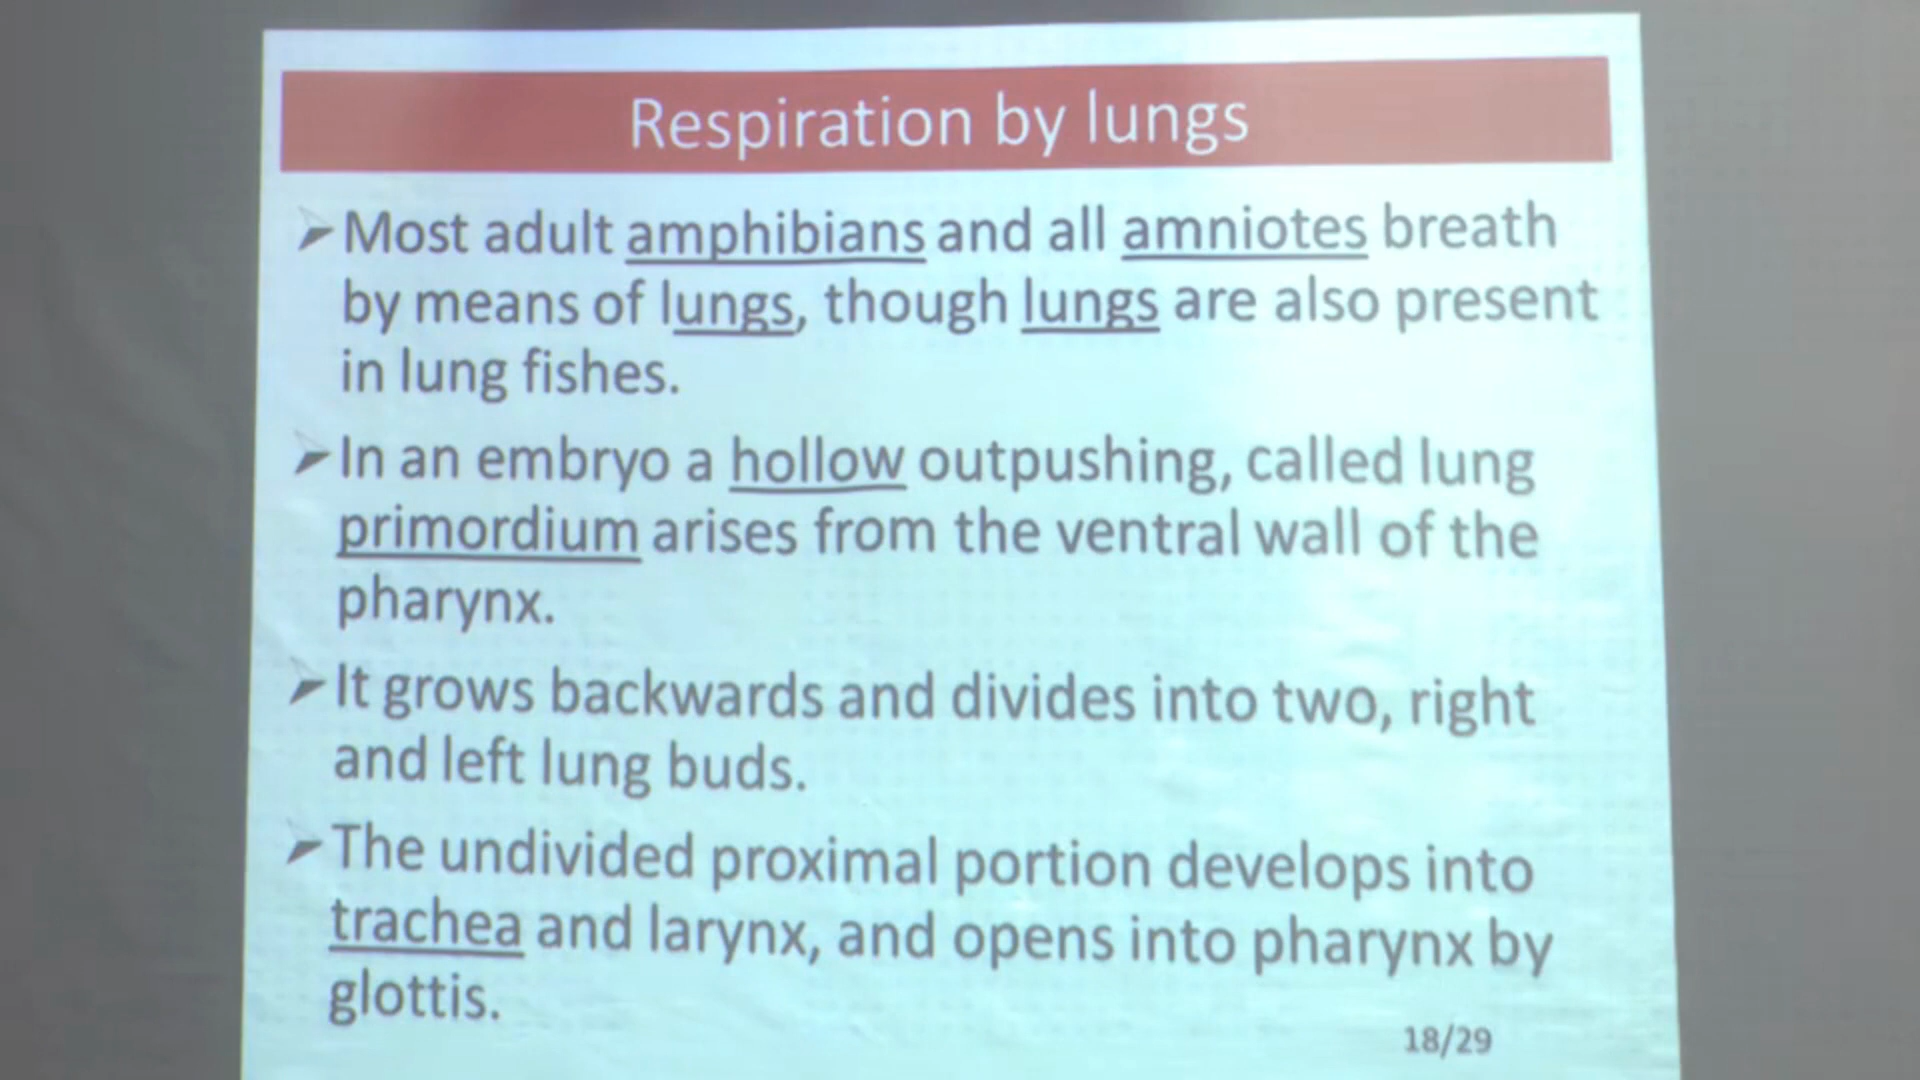 Respiration by lungs
➢Most adult amphibians and all amniotes breath
by means of lungs, though lungs are also present
in lung fishes.
➢In an embryo a hollow outpushing, called lung
primordium arises from the ventral wall of the
pharynx.
➢It grows backwards and divides into two, right
and left lung buds.
➢The undivided proximal portion develops into
trachea and larynx, and opens into pharynx by
glottis.
18/29